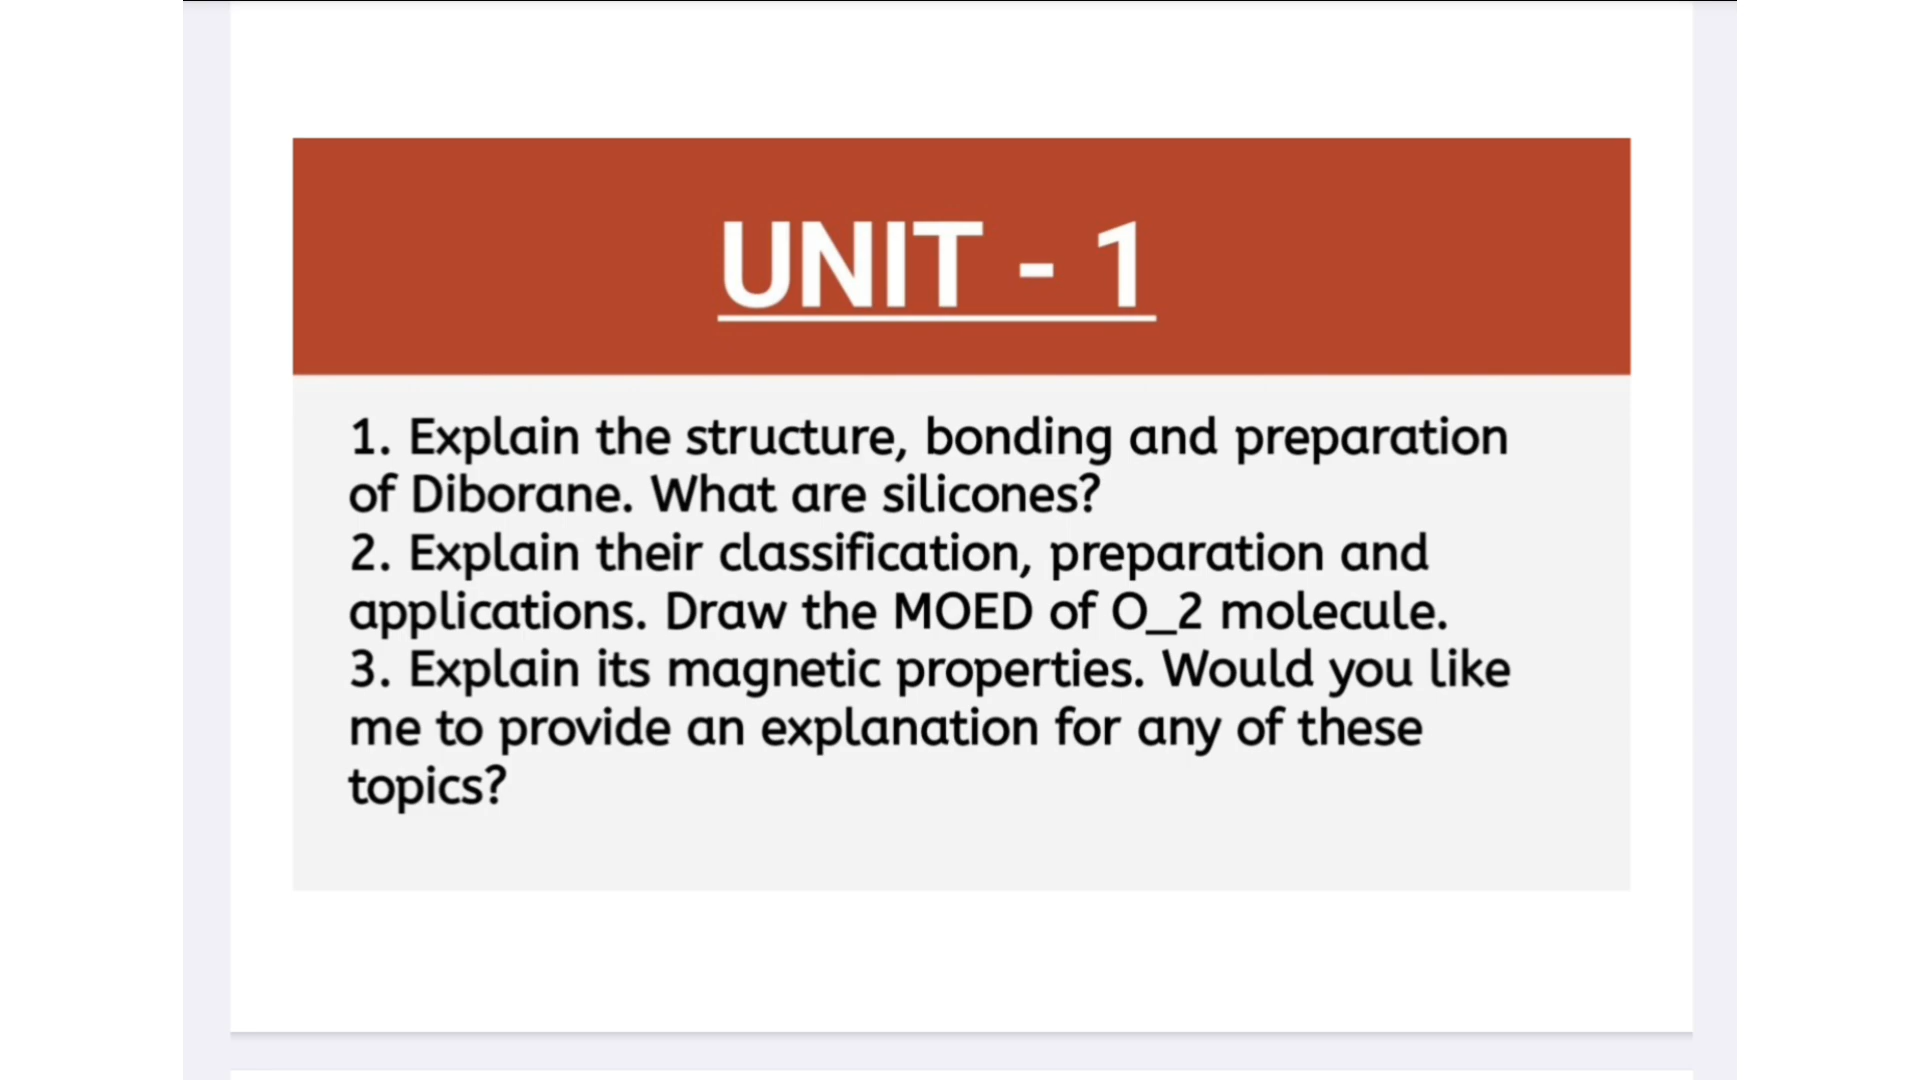 UNIT - 1
1. Explain the structure, bonding and preparation
of Diborane. What are silicones?
2. Explain their classification, preparation and
applications. Draw the MOED of O_2 molecule.
3. Explain its magnetic properties. Would you like
me to provide an explanation for any of these
topics?